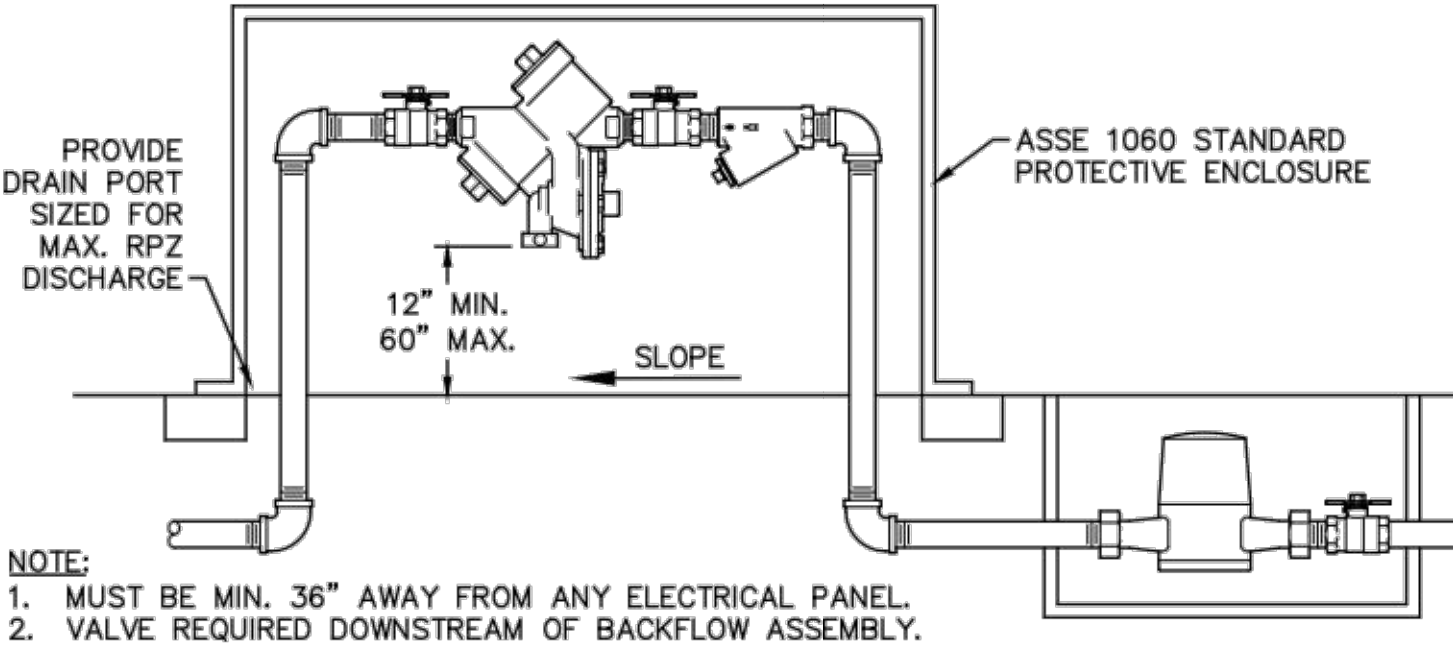 PROVIDE
DRAIN PORT
SIZED FOR
MAX. RPZ
DISCHARGE
ASSE 1060 STANDARD
PROTECTIVE ENCLOSURE
12” MIN.
60” MAX.
SLOPE
NOTE:
1. MUST BE MIN. 36” AWAY FROM ANY ELECTRICAL PANEL.
2. VALVE REQUIRED DOWNSTREAM OF BACKFLOW ASSEMBLY.